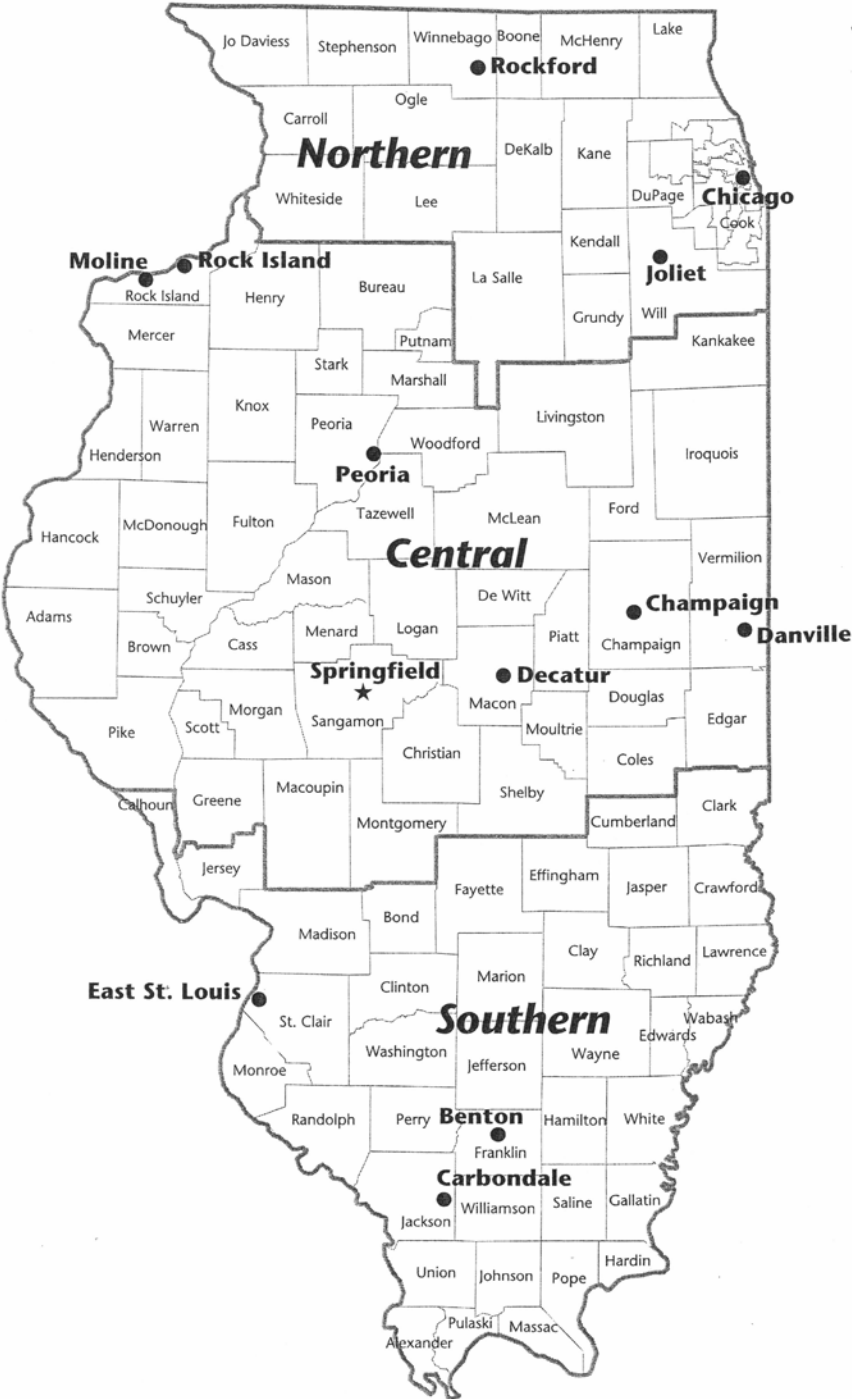 Jo Daviess
Stephenson
Winnebago
Boone
McHenry
Lake
Rockford
Carroll
Ogle
Northern
DeKalb
Kane
DuPage
Chicago
Cook
Whiteside
Lee
Kendall
Joliet
Moline
Rock Island
Rock Island
Henry
Bureau
La Salle
Grundy
Will
Mercer
Putnam
Kankakee
Stark
Marshall
Knox
Warren
Peoria
Livingston
Woodford
Henderson
Iroquois
Peoria
Hancock
McDonough
Fulton
Tazewell
McLean
Ford
Central
Vermilion
Mason
Schuyler
De Witt
Champaign
Adams
Brown
Cass
Menard
Logan
Piatt
Champaign
Danville
Springfield
Decatur
Scott
Morgan
Sangamon
Macon
Douglas
Pike
Moultrie
Edgar
Christian
Coles
Calhoun
Greene
Macoupin
Shelby
Montgomery
Cumberland
Clark
Jersey
Fayette
Effingham
Jasper
Crawford
Madison
Bond
Clay
Richland
Lawrence
East St. Louis
Clinton
Marion
St. Clair
Southern
Wabash
Edwards
Washington
Jefferson
Wayne
Monroe
Randolph
Perry
Benton
Hamilton
White
Franklin
Carbondale
Jackson
Williamson
Saline
Gallatin
Union
Johnson
Pope
Hardin
Pulaski
Massac
Alexander